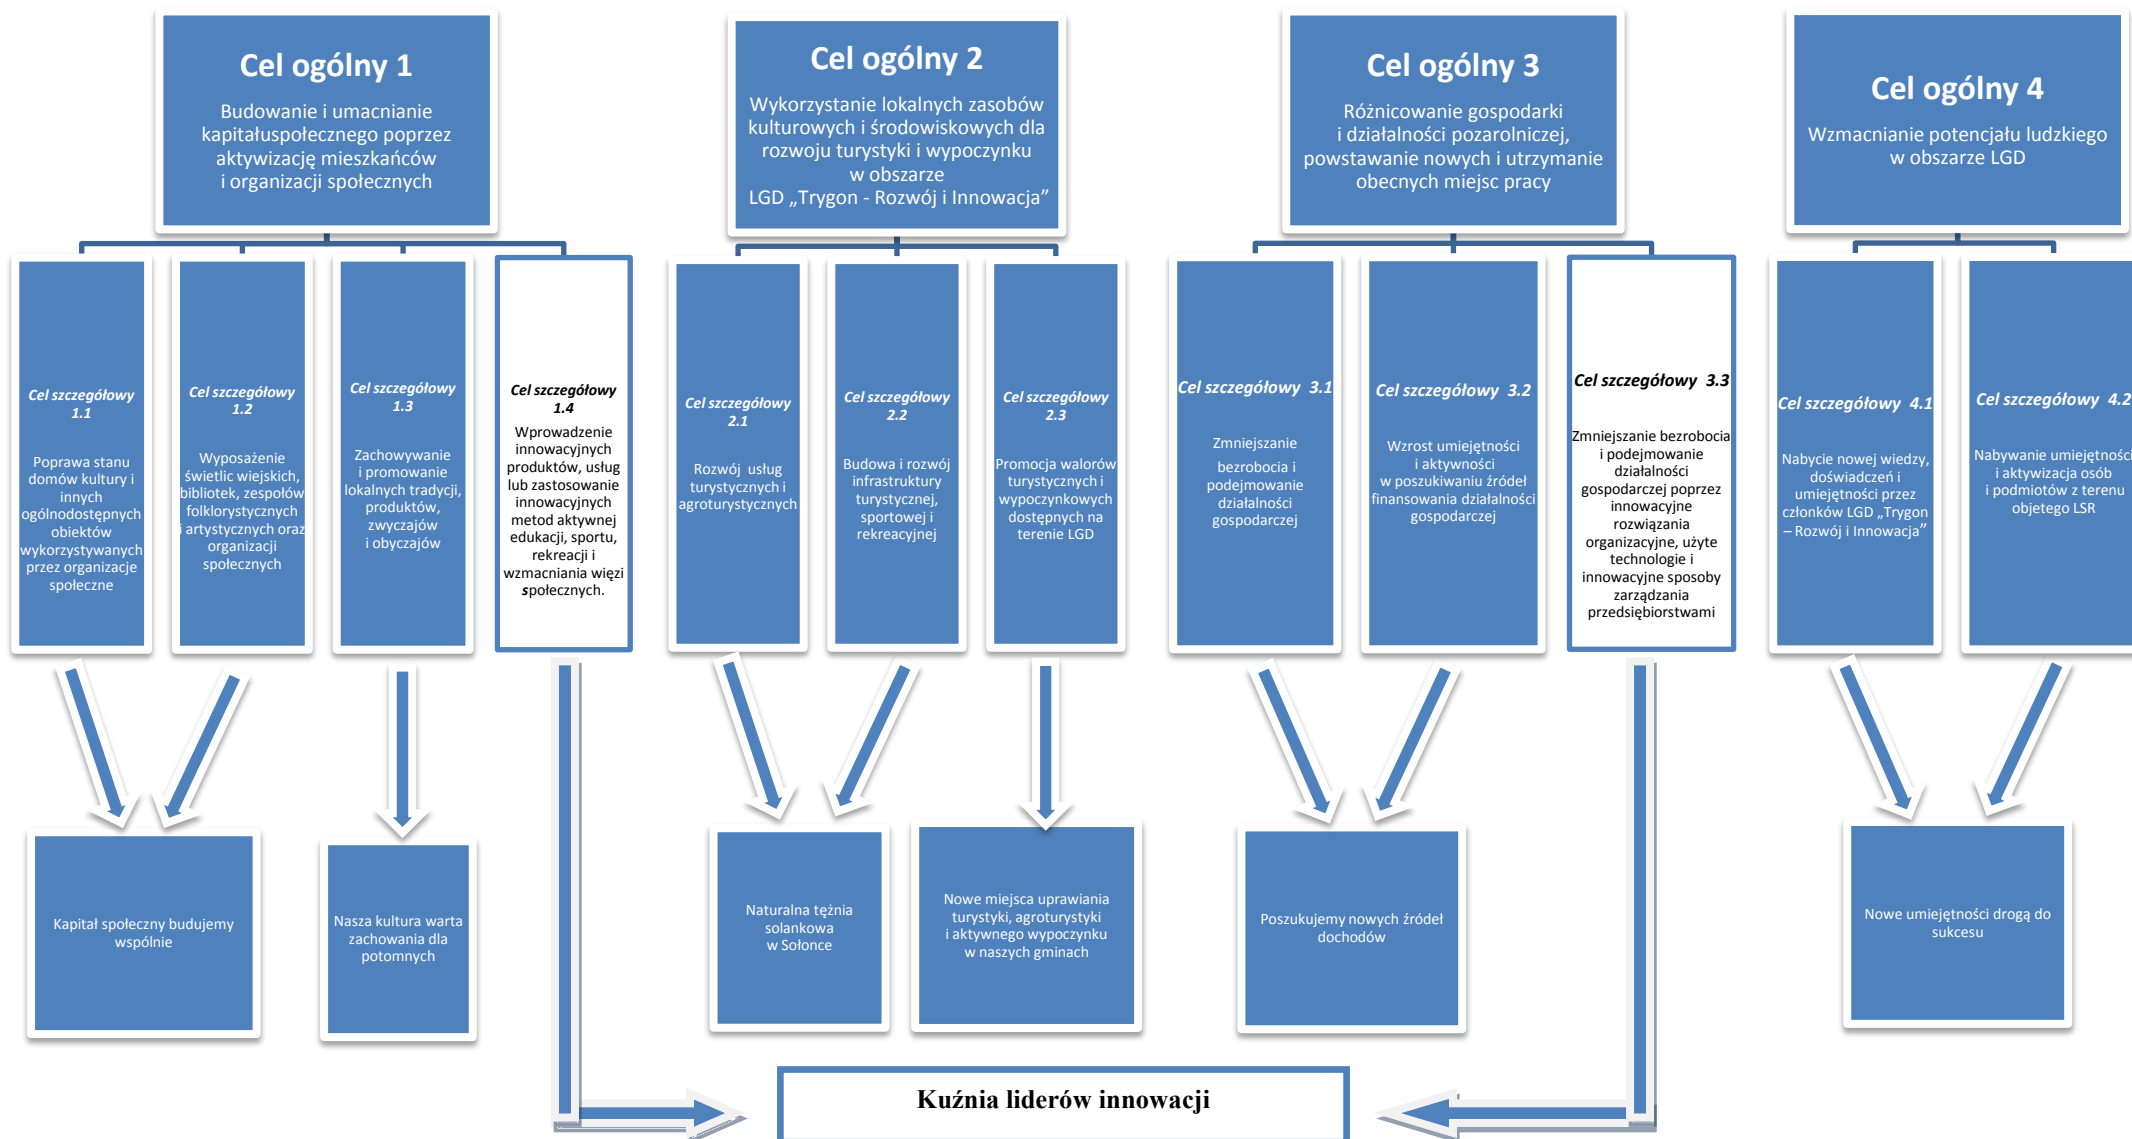 Cel ogólny 1
Budowanie i umacnianie
kapitałuspołecznego poprzez
aktywizację mieszkańców
i organizacji społecznych
Cel ogólny 2
Wykorzystanie lokalnych zasobów
kulturowych i środowiskowych dla
rozwoju turystyki i wypoczynku
w obszarze
LGD „Trygon - Rozwój i Innowacja”
Cel ogólny 3
Różnicowanie gospodarki
i działalności pozarolniczej,
powstawanie nowych i utrzymanie
obecnych miejsc pracy
Cel ogólny 4
Wzmacnianie potencjału ludzkiego
w obszarze LGD
Cel szczegółowy
1.1
Poprawa stanu
domów kultury i
innych
ogólnodostępnych
obiektów
wykorzystywanych
przez organizacje
społeczne
Cel szczegółowy
1.2
Wyposażenie
świetlic wiejskich,
bibliotek, zespołów
folklorystycznych
i artystycznych oraz
organizacji
społecznych
Cel szczegółowy
1.3
Zachowywanie
i promowanie
lokalnych tradycji,
produktów,
zwyczajów
i obyczajów
Cel szczegółowy
1.4
Wprowadzenie
innowacyjnych
produktów, usług
lub zastosowanie
innowacyjnych
metod aktywnej
edukacji, sportu,
rekreacji i
wzmacniania więzi
społecznych.
Cel szczegółowy
2.1
Rozwój usług
turystycznych i
agroturystycznych
Cel szczegółowy
2.2
Budowa i rozwój
infrastruktury
turystycznej,
sportowej i
rekreacyjnej
Cel szczegółowy
2.3
Promocja walorów
turystycznych i
wypoczynkowych
dostępnych na
terenie LGD
Cel szczegółowy 3.1
Zmniejszanie
bezrobocia i
podejmowanie
działalności
gospodarczej
Cel szczegółowy 3.2
Wzrost umiejętności
i aktywności
w poszukiwaniu źródeł
finansowania działalności
gospodarczej
Cel szczegółowy 3.3
Zmniejszanie bezrobocia
i podejmowanie
działalności
gospodarczej poprzez
innowacyjne
rozwiązania
organizacyjne, użyte
technologie i
innowacyjne sposoby
zarządzania
przedsiębiorstwami
Cel szczegółowy 4.1
Nabycie nowej wiedzy,
doświadczeń i
umiejętności przez
członków LGD „Trygon
– Rozwój i Innowacja”
Cel szczegółowy 4.2
Nabywanie umiejętności
i aktywizacja osób
i podmiotów z terenu
objetego LSR
Kapitał społeczny budujemy
wspólnie
Nasza kultura warta
zachowania dla
potomnych
Naturalna tężnia
solankowa
w Sołonce
Nowe miejsca uprawiania
turystyki, agroturystyki
i aktywnego wypoczynku
w naszych gminach
Poszukujemy nowych źródeł
dochodów
Nowe umiejętności drogą do
sukcesu
Kuźnia liderów innowacji